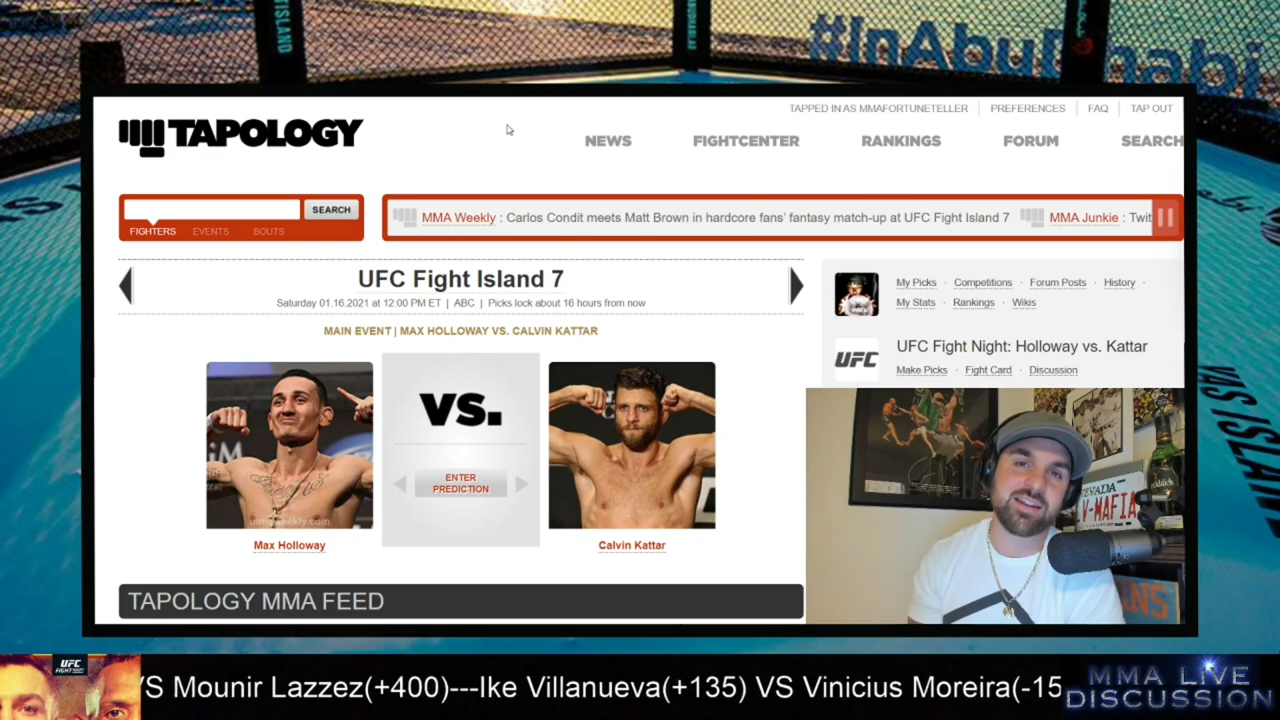 #InAbuDhabi
TAPPED IN AS MMAFORTUNETELLER
PREFERENCES
FAQ
TAP OUT
TAPOLOGY
NEWS
FIGHTCENTER
RANKINGS
FORUM
SEARCH
SEARCH
FIGHTERS
EVENTS
BOUTS
MMA Weekly : Carlos Condit meets Matt Brown in hardcore fans' fantasy match-up at UFC Fight Island 7
MMA Junkie : Twit
UFC Fight Island 7
Saturday 01.16.2021 at 12:00 PM ET | ABC | Picks lock about 16 hours from now
MAIN EVENT | MAX HOLLOWAY VS. CALVIN KATTAR
VS.
ENTER
PREDICTION
Max Holloway
Calvin Kattar
My Picks · Competitions · Forum Posts · History ·
My Stats · Rankings · Wikis
UFC
UFC Fight Night: Holloway vs. Kattar
Make Picks · Fight Card · Discussion
TAPOLOGY MMA FEED
NEVADA
V-MAFIA
UFC
FIGHT NIGHT
VS Mounir Lazzez(+400)---Ike Villanueva(+135) VS Vinicius Moreira(-15
MMA LIVE
DISCUSSION